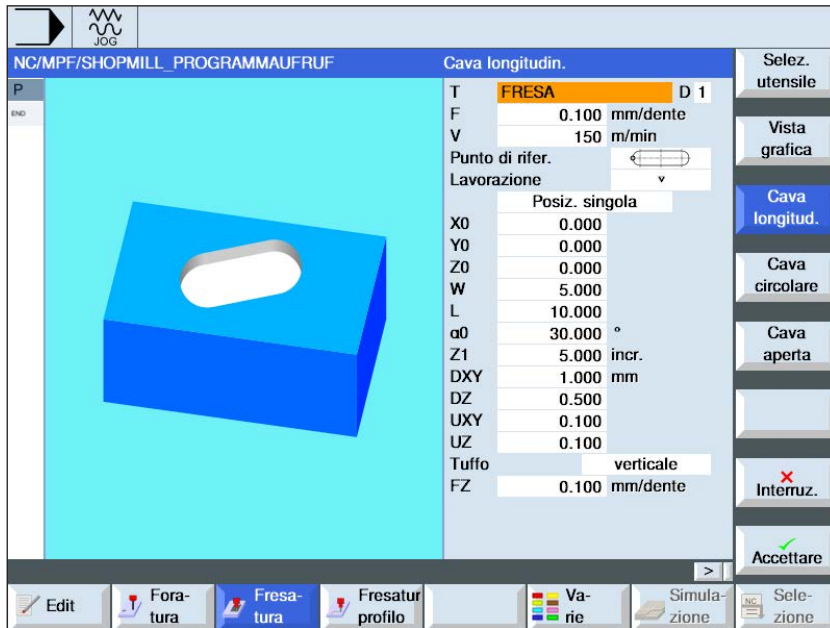 JOG
NC/MPF/SHOPMILL_PROGRAMMAUFRUF
Cava longitudin.
P
END
T FRESA D 1
F 0.100 mm/dente
V 150 m/min
Punto di rifer.
Lavorazione v
Posiz. singola
X0 0.000
Y0 0.000
Z0 0.000
W 5.000
L 10.000
α0 30.000 °
Z1 5.000 incr.
DXY 1.000 mm
DZ 0.500
UXY 0.100
UZ 0.100
Tuffo verticale
FZ 0.100 mm/dente
>
Selez.
utensile
Vista
grafica
Cava
longitud.
Cava
circolare
Cava
aperta
Interruz.
Accettare
Edit
Fora-
tura
Fresa-
tura
Fresatur
profilo
Va-
rie
Simula-
zione
NC
Sele-
zione